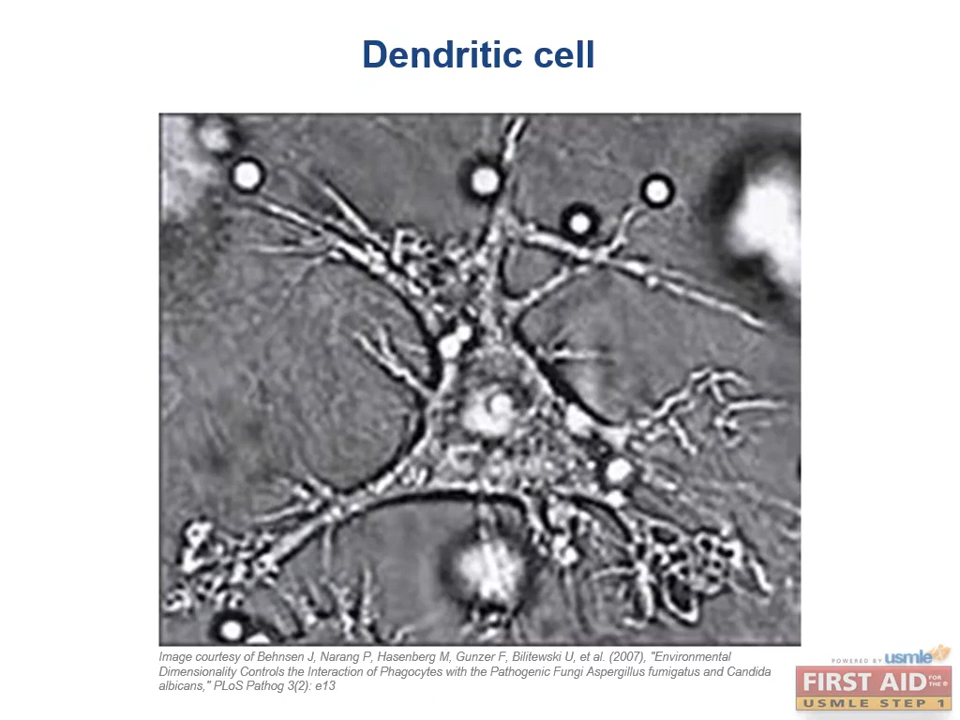 Dendritic cell
Image courtesy of Behnsen J, Narang P, Hasenberg M, Gunzer F, Bilitewski U, et al. (2007), "Environmental
Dimensionality Controls the Interaction of Phagocytes with the Pathogenic Fungi Aspergillus fumigatus and Candida
albicans," PLoS Pathog 3(2): e13
POWERED BY usmle
FIRST AID FOR THE®
USMLE STEP 1